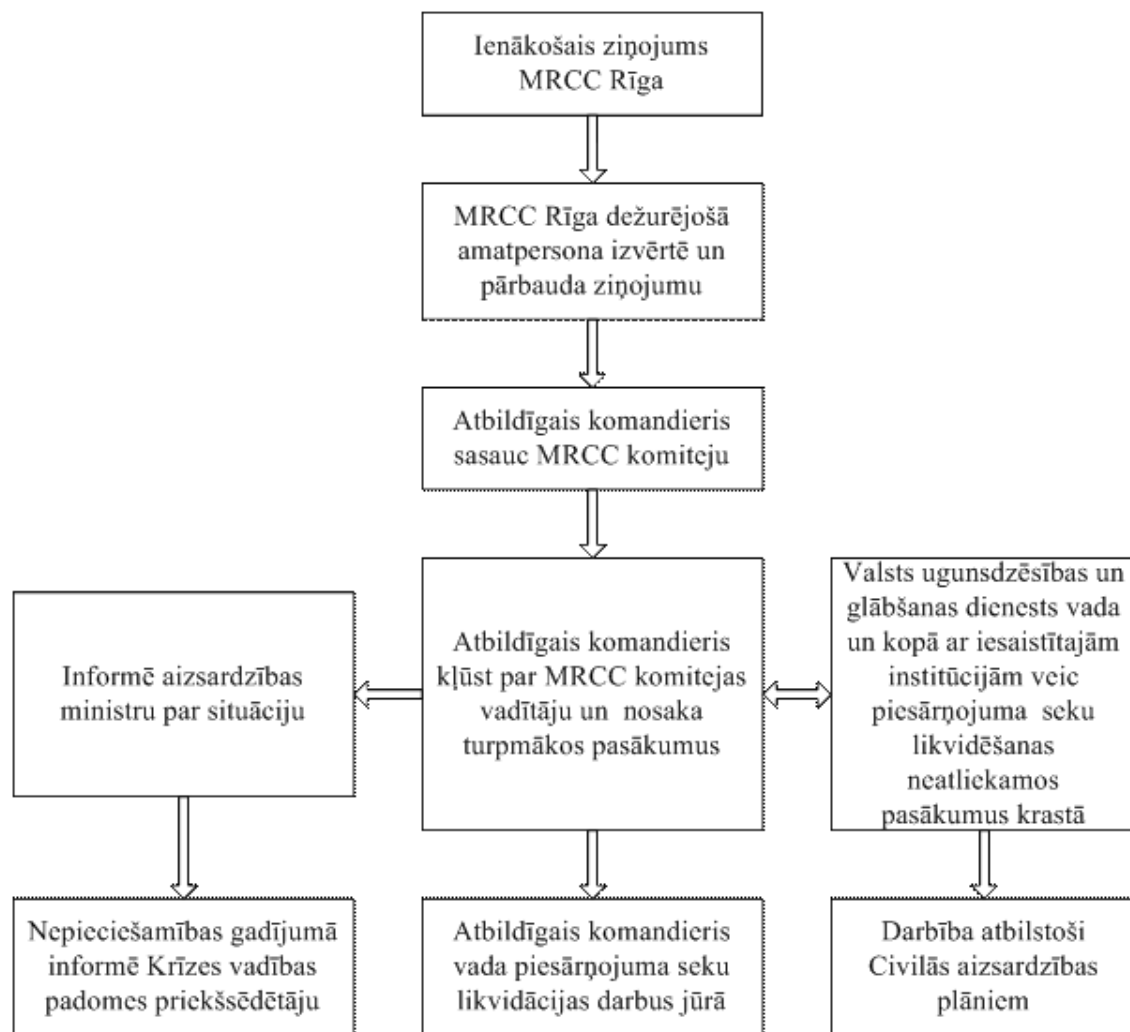 Ienākošais ziņojums
MRCC Rīga
MRCC Rīga dežurējošā
amatpersona izvērtē un
pārbauda ziņojumu
Atbildīgais komandieris
sasauc MRCC komiteju
Informē aizsardzības
ministru par situāciju
Atbildīgais komandieris
kļūst par MRCC komitejas
vadītāju un nosaka
turpmākos pasākumus
Valsts ugunsdzēsības un
glābšanas dienests vada
un kopā ar iesaistītajām
institūcijām veic
piesārņojuma seku
likvidēšanas
neatliekamos
pasākumus krastā
Nepieciešamības gadījumā
informē Krīzes vadības
padomes priekšsēdētāju
Atbildīgais komandieris
vada piesārņojuma seku
likvidācijas darbus jūrā
Darbība atbilstoši
Civilās aizsardzības
plāniem